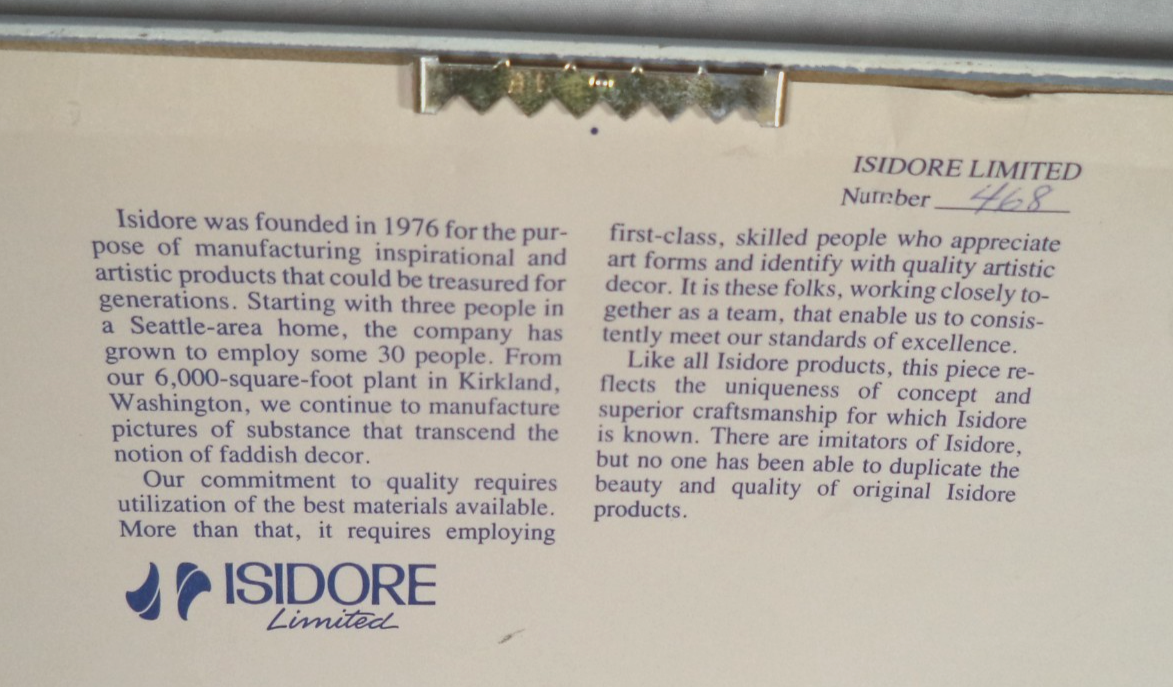 ISIDORE LIMITED
Number 468
Isidore was founded in 1976 for the pur-
pose of manufacturing inspirational and
artistic products that could be treasured for
generations. Starting with three people in
a Seattle-area home, the company has
grown to employ some 30 people. From
our 6,000-square-foot plant in Kirkland,
Washington, we continue to manufacture
pictures of substance that transcend the
notion of faddish decor.
Our commitment to quality requires
utilization of the best materials available.
More than that, it requires employing
first-class, skilled people who appreciate
art forms and identify with quality artistic
decor. It is these folks, working closely to-
gether as a team, that enable us to consis-
tently meet our standards of excellence.
Like all Isidore products, this piece re-
flects the uniqueness of concept and
superior craftsmanship for which Isidore
is known. There are imitators of Isidore,
but no one has been able to duplicate the
beauty and quality of original Isidore
products.
ISIDORE
Limited